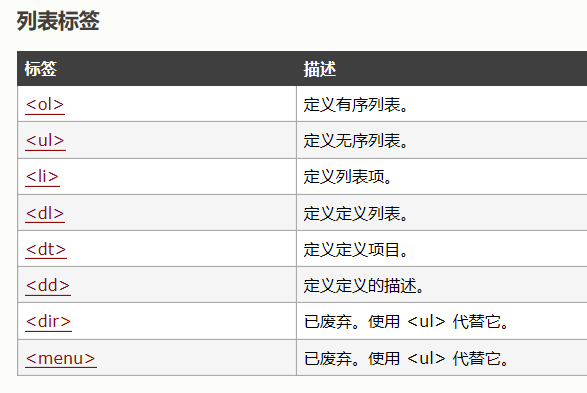 列表标签
标签 描述
<ol> 定义有序列表。
<ul> 定义无序列表。
<li> 定义列表项。
<dl> 定义定义列表。
<dt> 定义定义项目。
<dd> 定义定义的描述。
<dir> 已废弃。使用 <ul> 代替它。
<menu> 已废弃。使用 <ul> 代替它。